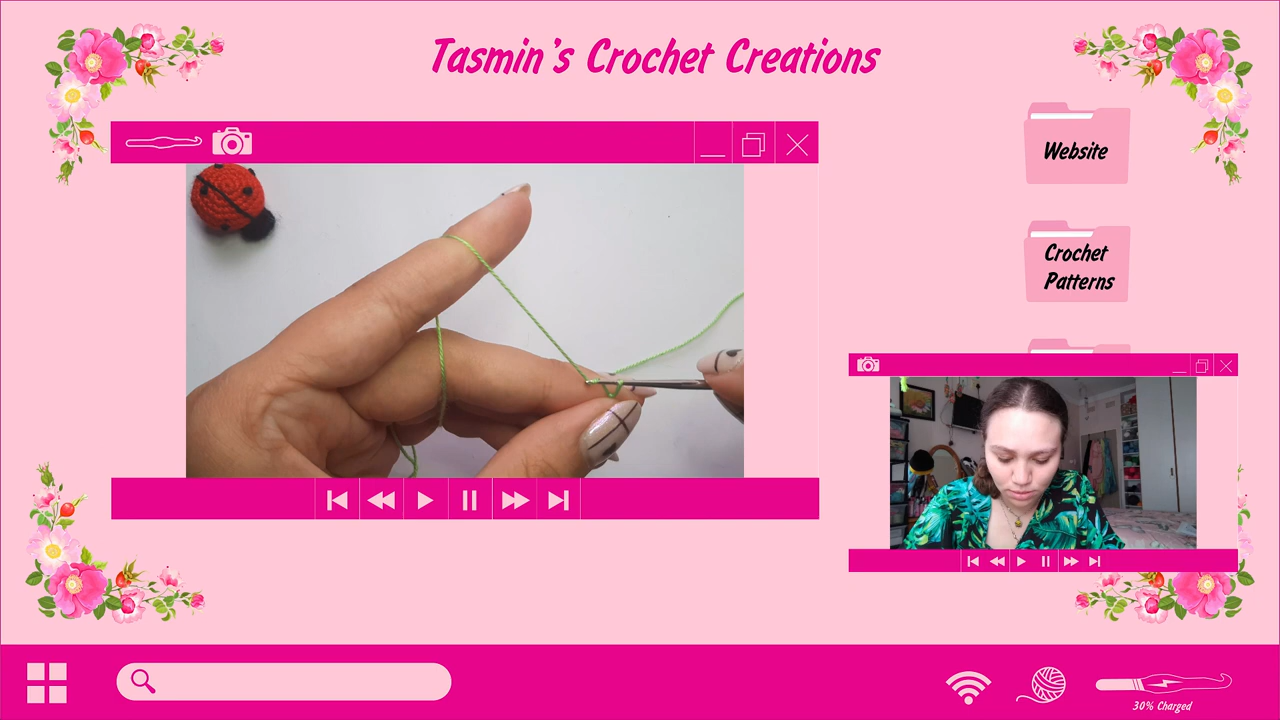 Tasmin's Crochet Creations
Website
Crochet
Patterns
30% Charged